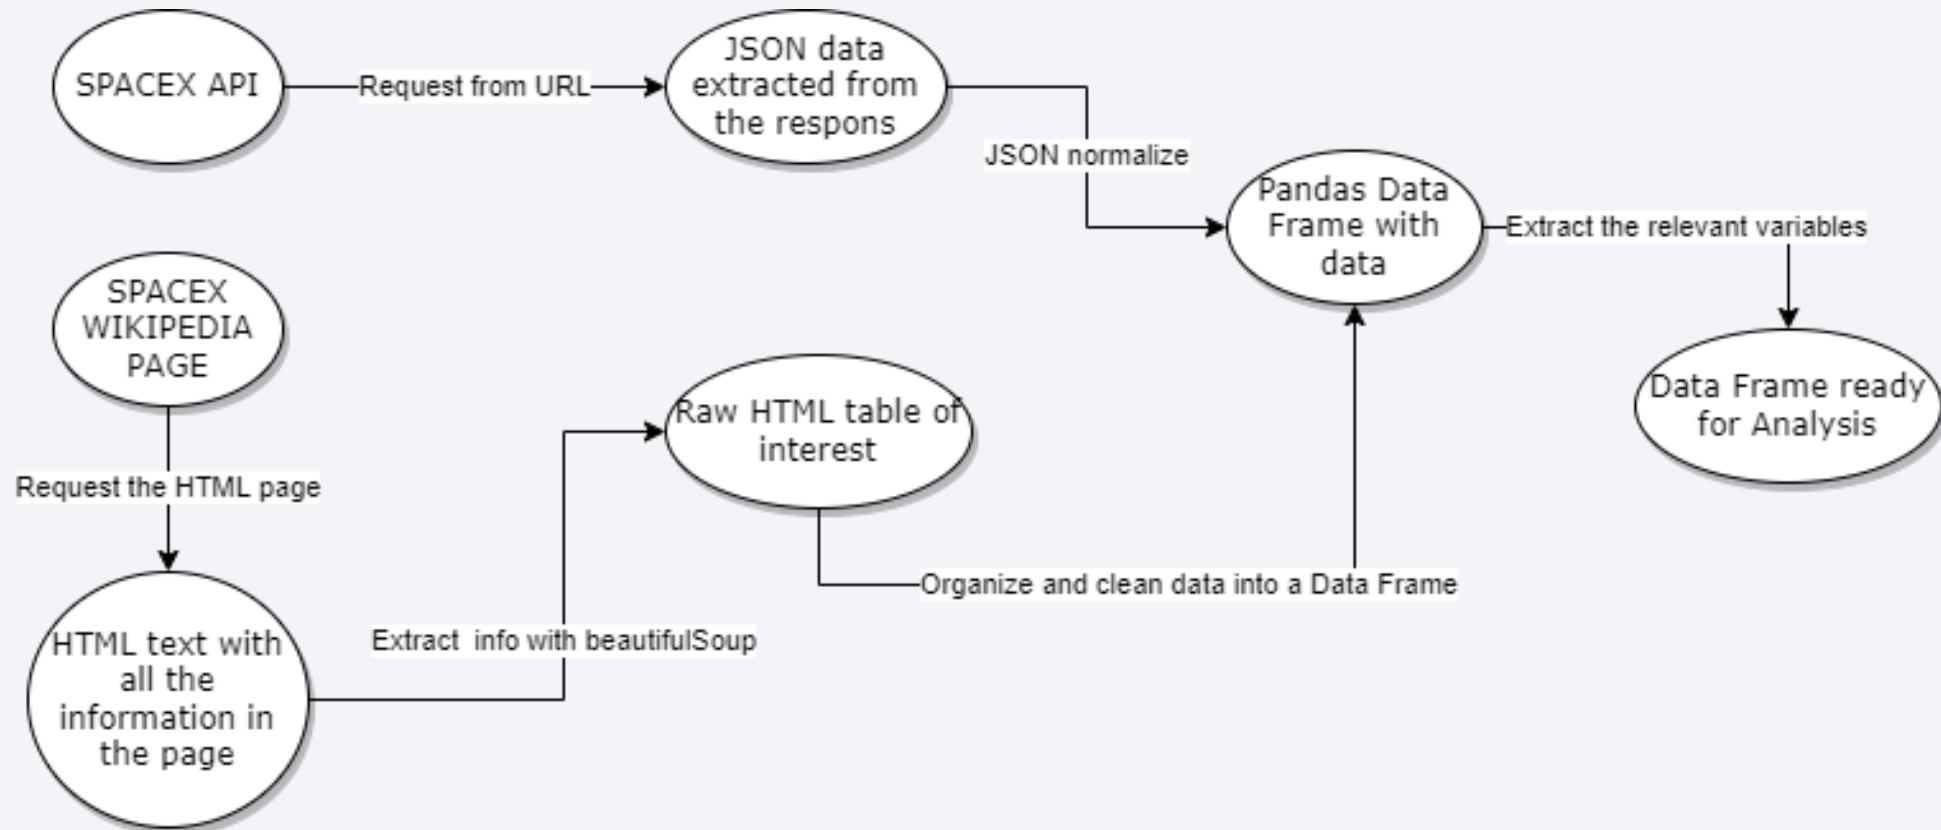 SPACEX API
Request from URL
JSON data
extracted from
the respons
JSON normalize
Pandas Data
Frame with
data
Extract the relevant variables
Data Frame ready
for Analysis
SPACEX
WIKIPEDIA
PAGE
Request the HTML page
HTML text with
all the
information in
the page
Extract  info with beautifulSoup
Raw HTML table of
interest
Organize and clean data into a Data Frame